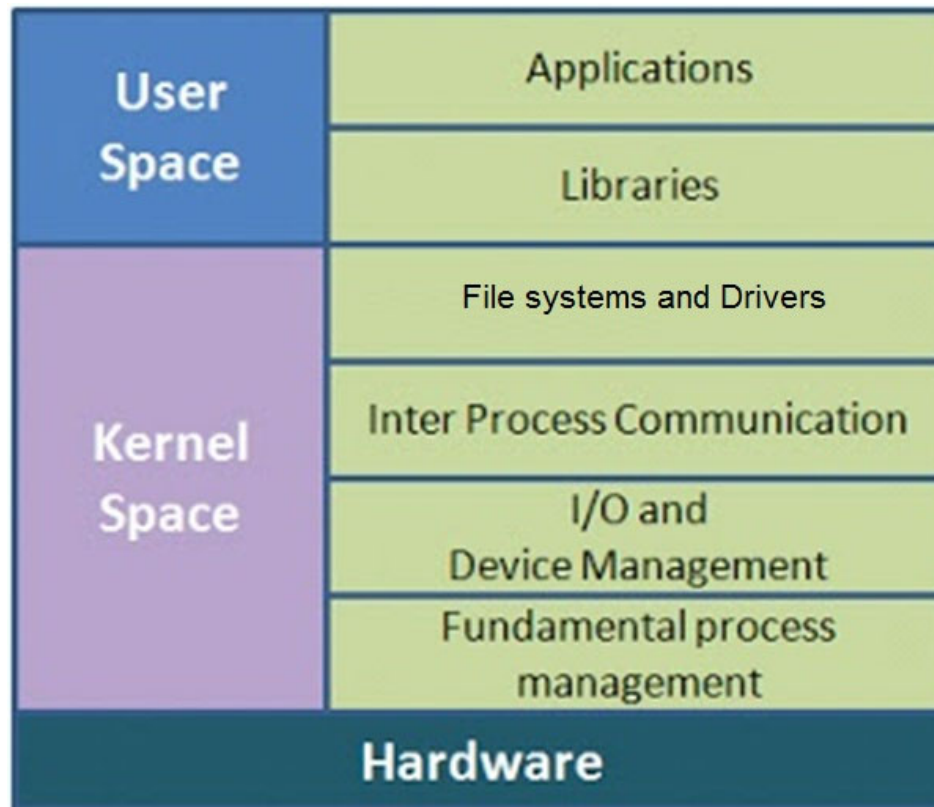 User
Space
Applications
Libraries
Kernel
Space
File systems and Drivers
Inter Process Communication
I/O and
Device Management
Fundamental process
management
Hardware